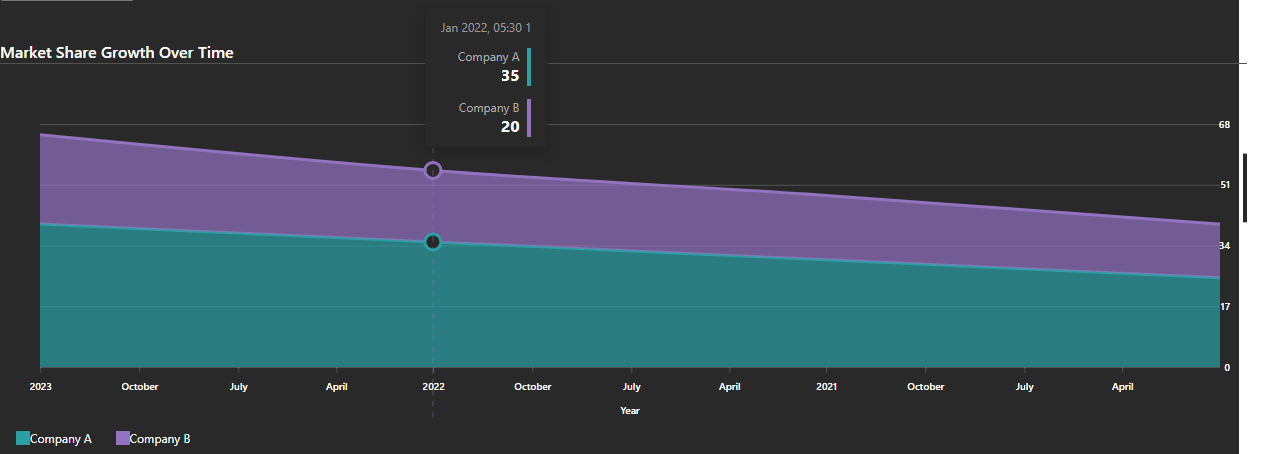 Jan 2022, 05:30 1
Market Share Growth Over Time
Company A
35
Company B
20
68
51
34
17
0
2023 October July April 2022 October July April 2021 October July April
Year
Company A Company B